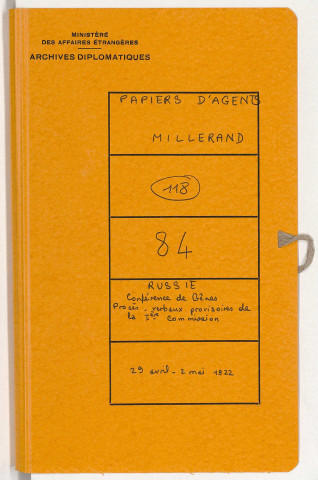 MINISTÈRE
DES AFFAIRES ÉTRANGÈRES
ARCHIVES DIPLOMATIQUES
PAPIERS D'AGENTS
MILLERAND
118
84
RUSSIE
Conférence de Gênes
Procès-verbaux provisoires de
la 1ère Commission
29 avril - 2 mai 1922